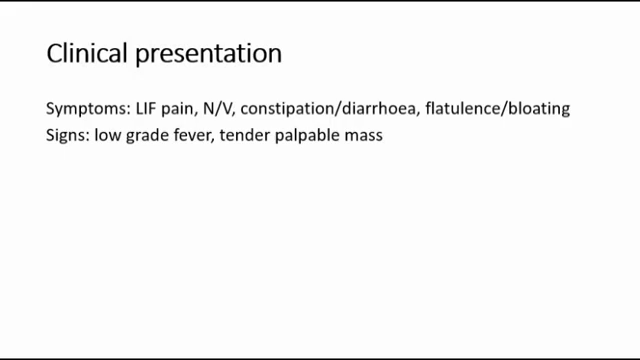 Clinical presentation
Symptoms: LIF pain, N/V, constipation/diarrhoea, flatulence/bloating
Signs: low grade fever, tender palpable mass